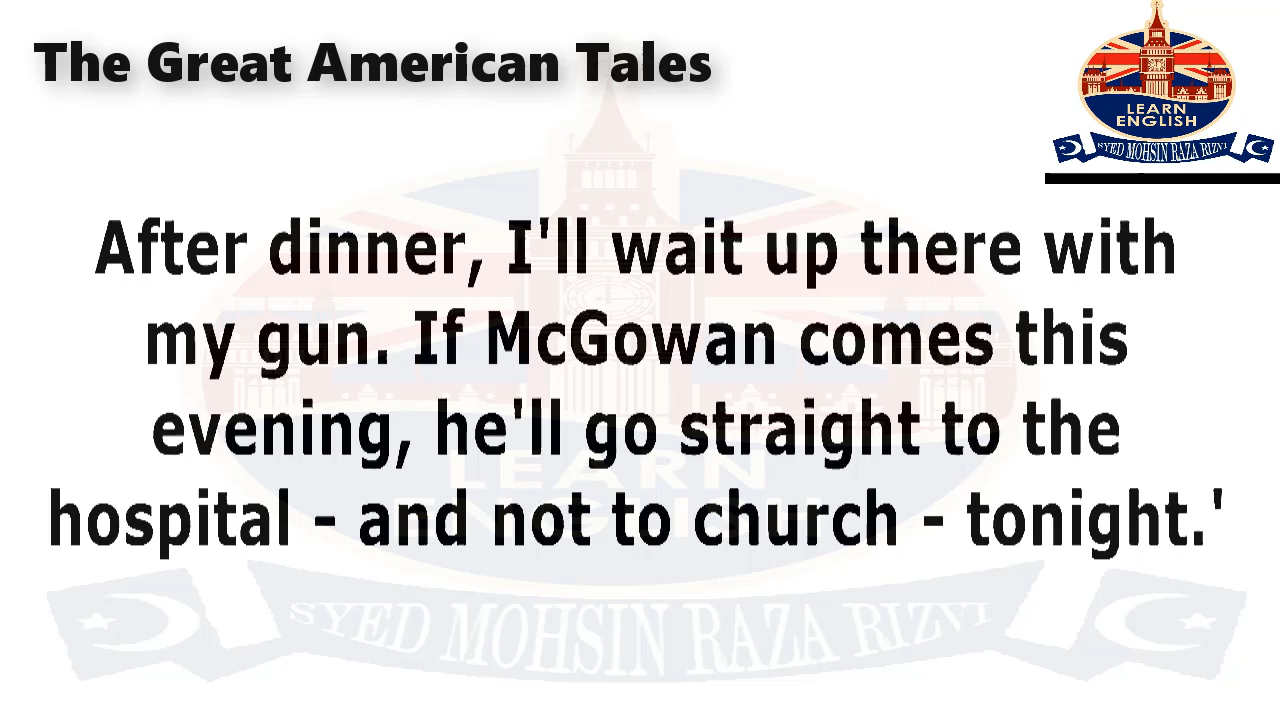 The Great American Tales
LEARN
ENGLISH
SYED MOHSIN RAZA RIZVI
After dinner, I'll wait up there with
my gun. If McGowan comes this
evening, he'll go straight to the
hospital - and not to church - tonight.'
LEARN
ENGLISH
SYED MOHSIN RAZA RIZVI